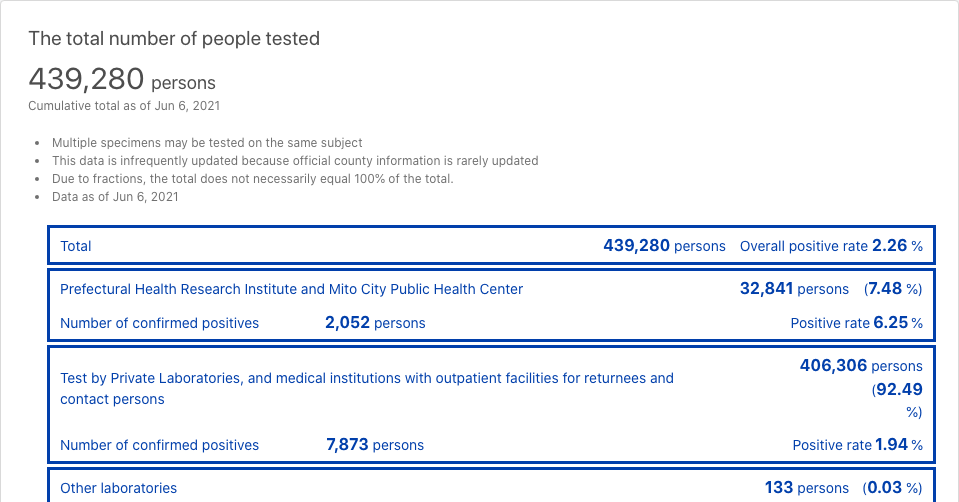 The total number of people tested
439,280 persons
Cumulative total as of Jun 6, 2021
• Multiple specimens may be tested on the same subject
• This data is infrequently updated because official county information is rarely updated
• Due to fractions, the total does not necessarily equal 100% of the total.
• Data as of Jun 6, 2021
Total 439,280 persons Overall positive rate 2.26 %
Prefectural Health Research Institute and Mito City Public Health Center 32,841 persons (7.48 %)
Number of confirmed positives 2,052 persons Positive rate 6.25 %
Test by Private Laboratories, and medical institutions with outpatient facilities for returnees and
contact persons
406,306 persons
(92.49
%)
Number of confirmed positives 7,873 persons Positive rate 1.94 %
Other laboratories 133 persons (0.03 %)